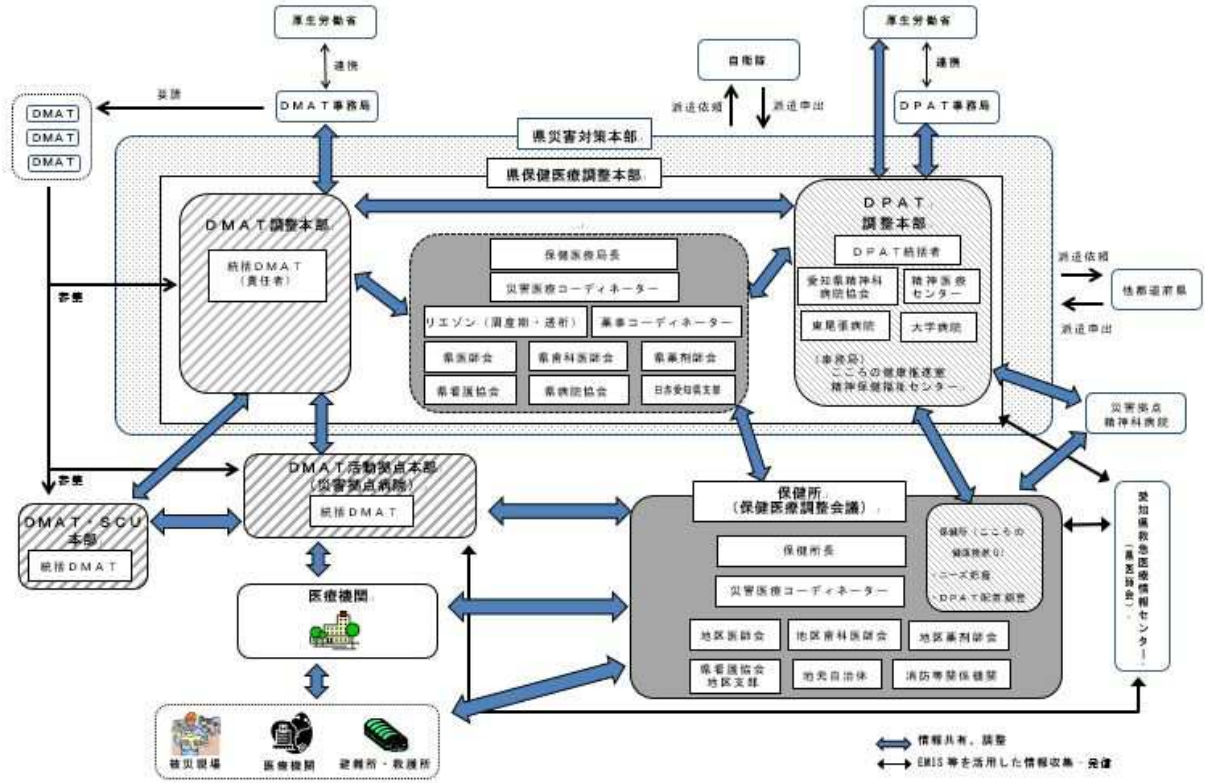 厚生労働省
厚生労働省
連携
連携
自衛隊
要請
DMAT事務局
派遣依頼
派遣申出
DPAT事務局
DMAT
DMAT
DMAT
県災害対策本部
県保健医療調整本部
DMAT調整本部
統括DMAT
（責任者）
保健医療局長
災害医療コーディネーター
リエゾン（周産期・透析）
薬事コーディネーター
県医師会
県歯科医師会
県薬剤師会
県看護協会
県病院協会
日赤愛知県支部
DPAT
調整本部
DPAT統括者
愛知県精神科
病院協会
精神医療
センター
東尾張病院
大学病院
（事務局）
こころの健康推進室
精神保健福祉センター
派遣依頼
他都道府県
派遣申出
参集
災害拠点
精神科病院
参集
DMAT活動拠点本部
（災害拠点病院）
統括DMAT
DMAT・SCU
本部
統括DMAT
保健所
（保健医療調整会議）
保健所長
災害医療コーディネーター
保健所（こころの
・ニーズ把握
・DPAT配置調整
地区医師会
地区歯科医師会
地区薬剤師会
県看護協会
地区支部
地元自治体
消防等関係機関
愛知県救急医療情報センター
（県医師会）
医療機関
被災現場
医療機関
避難所・救護所
情報共有、調整
EMIS等を活用した情報収集・発信